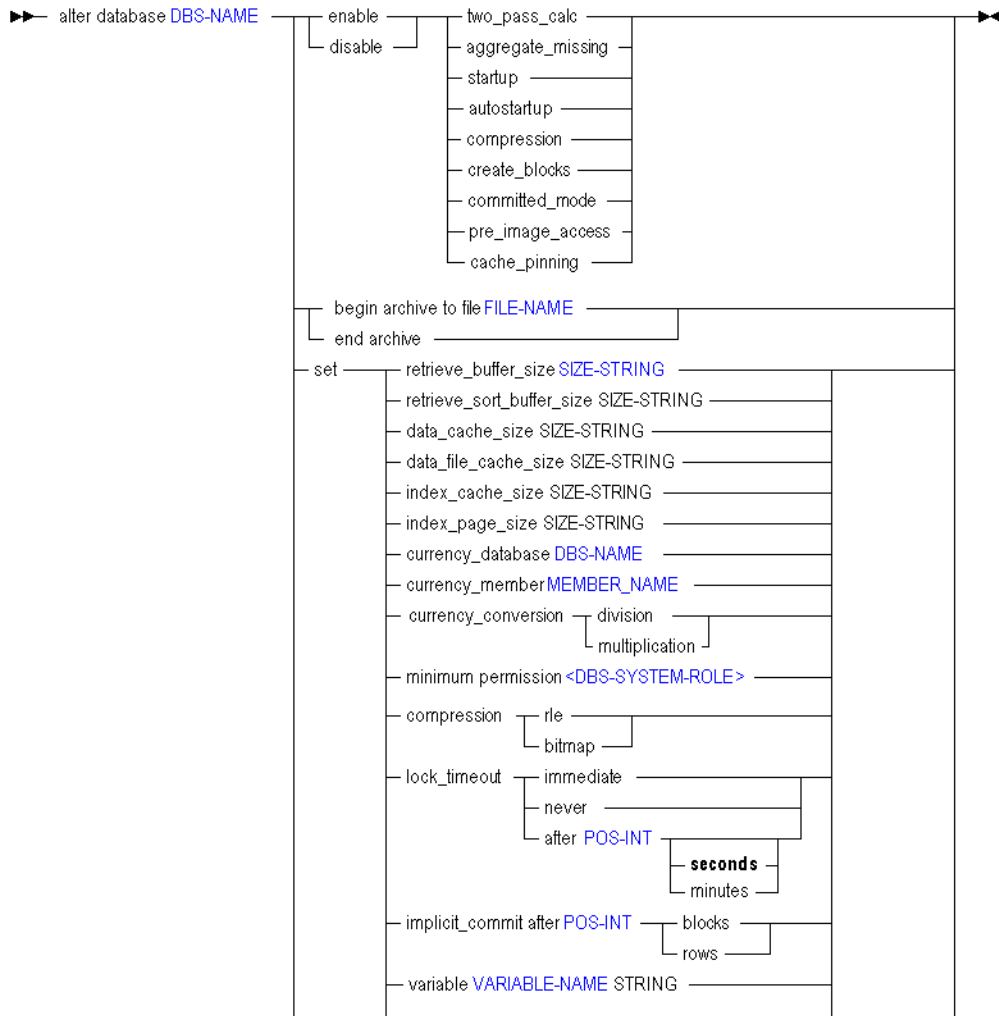 alter database DBS-NAME
enable
disable
two_pass_calc
aggregate_missing
startup
autostartup
compression
create_blocks
committed_mode
pre_image_access
cache_pinning
begin archive to file FILE-NAME
end archive
set
retrieve_buffer_size SIZE-STRING
retrieve_sort_buffer_size SIZE-STRING
data_cache_size SIZE-STRING
data_file_cache_size SIZE-STRING
index_cache_size SIZE-STRING
index_page_size SIZE-STRING
currency_database DBS-NAME
currency_member MEMBER_NAME
currency_conversion
division
multiplication
minimum permission <DBS-SYSTEM-ROLE>
compression
rle
bitmap
lock_timeout
immediate
never
after POS-INT
seconds
minutes
implicit_commit after POS-INT
blocks
rows
variable VARIABLE-NAME STRING